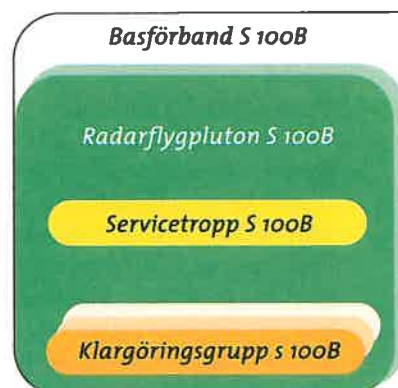 Basförband S 100B
Radarflygpluton S 100B
Servicetropp S 100B
Klargöringsgrupp s 100B